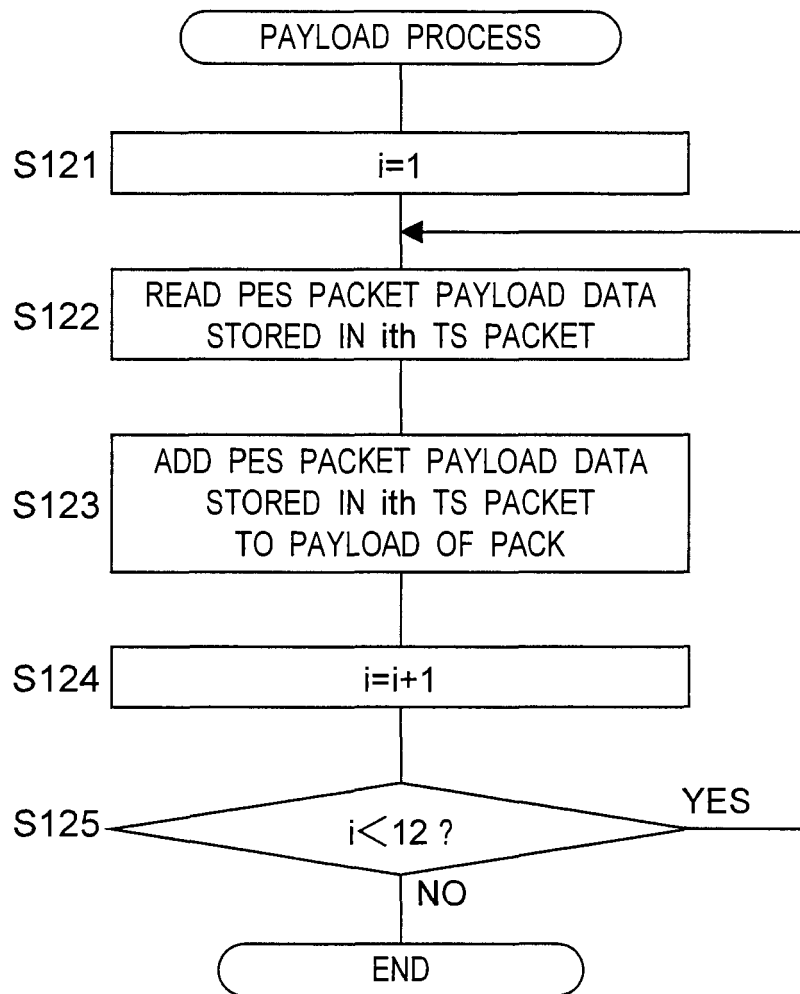 PAYLOAD PROCESS
S121
i=1
S122
READ PES PACKET PAYLOAD DATA
STORED IN ith TS PACKET
S123
ADD PES PACKET PAYLOAD DATA
STORED IN ith TS PACKET
TO PAYLOAD OF PACK
S124
i=i+1
S125
i<12 ?
YES
NO
END